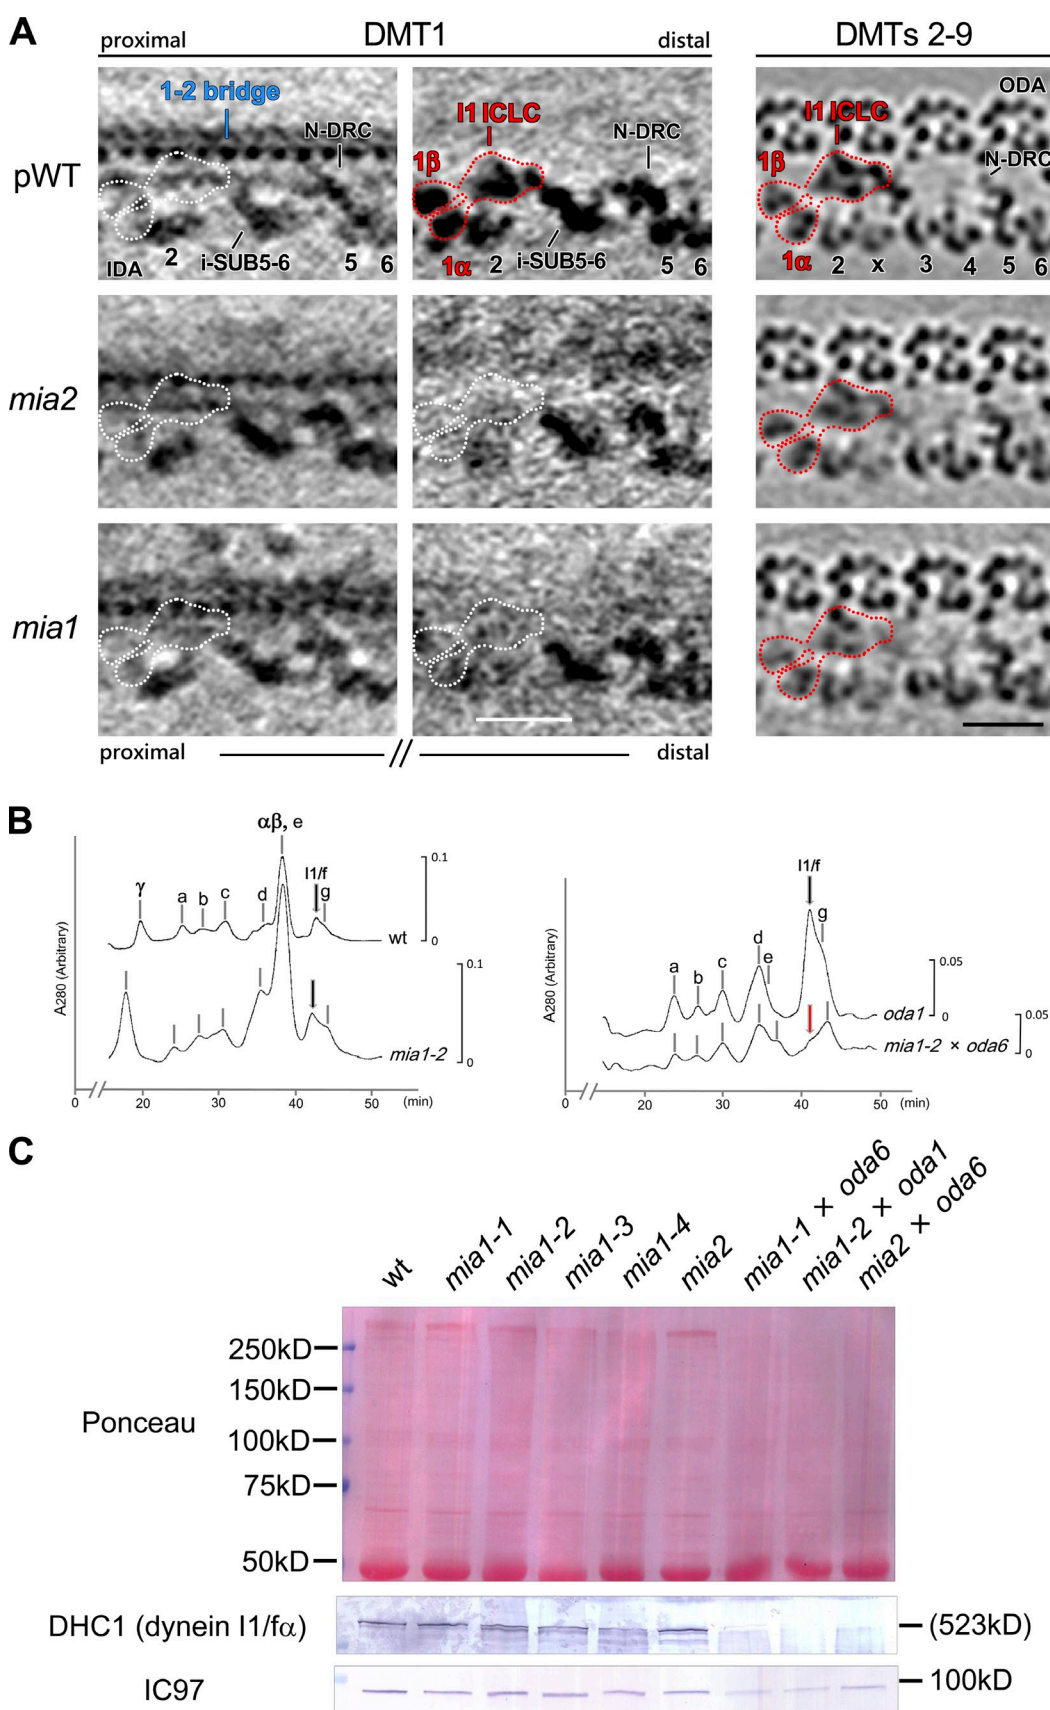 A
proximal DMT1 distal DMTs 2-9
pWT
1-2 bridge
N-DRC
IDA 2 i-SUB5-6 5 6
I1 ICLC
N-DRC
1β
1α 2 i-SUB5-6 5 6
ODA
I1 ICLC
1β
N-DRC
1α 2 x 3 4 5 6
mia2
mia1
proximal distal
B
A280 (Arbitrary)
γ a b c d αβ, e I1/f g
0.1
0
wt
0.1
0
mia1-2
0 20 30 40 50 (min)
A280 (Arbitrary)
a b c d e I1/f g
0.05
0
oda1
0.05
0
mia1-2 × oda6
0 20 30 40 50 (min)
C
wt
mia1-1
mia1-2
mia1-3
mia1-4
mia2
mia1-1 × oda6
mia1-2 × oda1
mia2 × oda6
Ponceau
250kD
150kD
100kD
75kD
50kD
DHC1 (dynein I1/fα) (523kD)
IC97 100kD